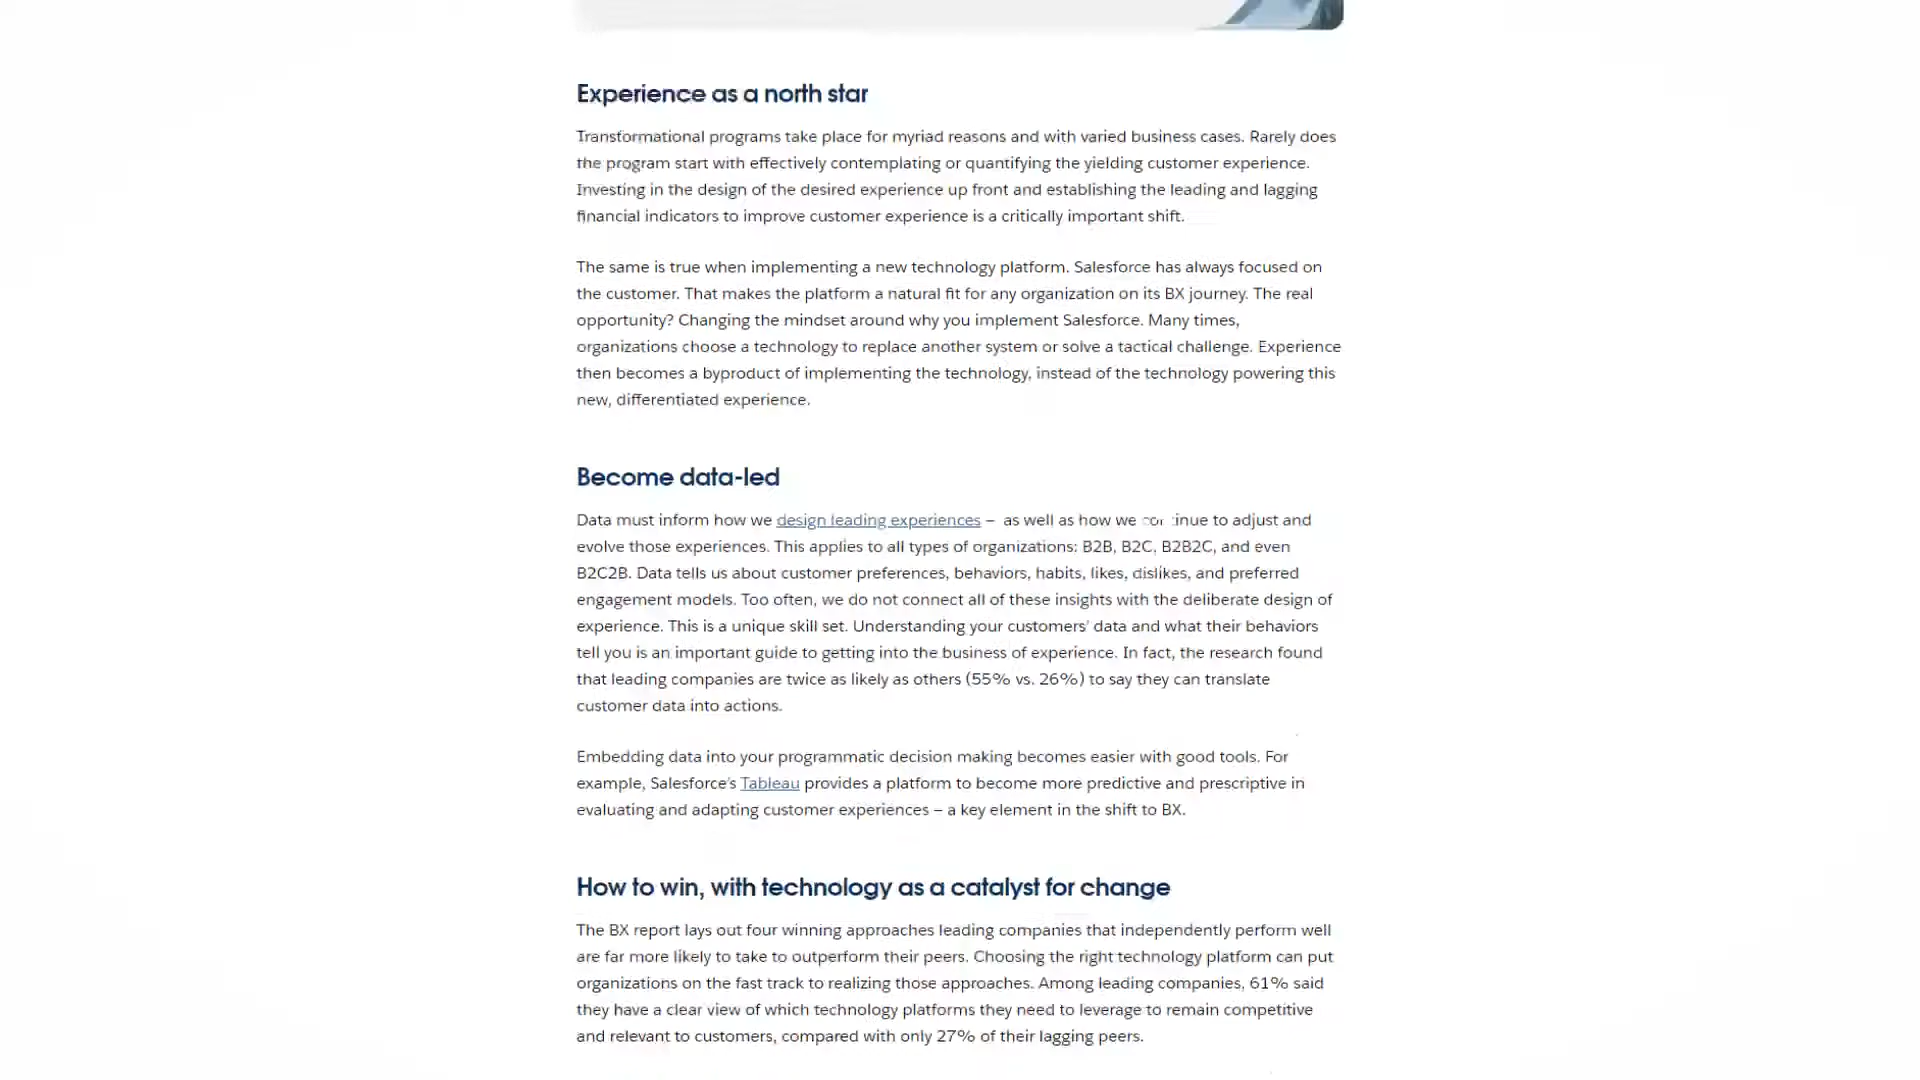 Experience as a north star
Transformational programs take place for myriad reasons and with varied business cases. Rarely does
the program start with effectively contemplating or quantifying the yielding customer experience.
Investing in the design of the desired experience up front and establishing the leading and lagging
financial indicators to improve customer experience is a critically important shift.
The same is true when implementing a new technology platform. Salesforce has always focused on
the customer. That makes the platform a natural fit for any organization on its BX journey. The real
opportunity? Changing the mindset around why you implement Salesforce. Many times,
organizations choose a technology to replace another system or solve a tactical challenge. Experience
then becomes a byproduct of implementing the technology, instead of the technology powering this
new, differentiated experience.
Become data-led
Data must inform how we design leading experiences – as well as how we continue to adjust and
evolve those experiences. This applies to all types of organizations: B2B, B2C, B2B2C, and even
B2C2B. Data tells us about customer preferences, behaviors, habits, likes, dislikes, and preferred
engagement models. Too often, we do not connect all of these insights with the deliberate design of
experience. This is a unique skill set. Understanding your customers’ data and what their behaviors
tell you is an important guide to getting into the business of experience. In fact, the research found
that leading companies are twice as likely as others (55% vs. 26%) to say they can translate
customer data into actions.
Embedding data into your programmatic decision making becomes easier with good tools. For
example, Salesforce’s Tableau provides a platform to become more predictive and prescriptive in
evaluating and adapting customer experiences – a key element in the shift to BX.
How to win, with technology as a catalyst for change
The BX report lays out four winning approaches leading companies that independently perform well
are far more likely to take to outperform their peers. Choosing the right technology platform can put
organizations on the fast track to realizing those approaches. Among leading companies, 61% said
they have a clear view of which technology platforms they need to leverage to remain competitive
and relevant to customers, compared with only 27% of their lagging peers.